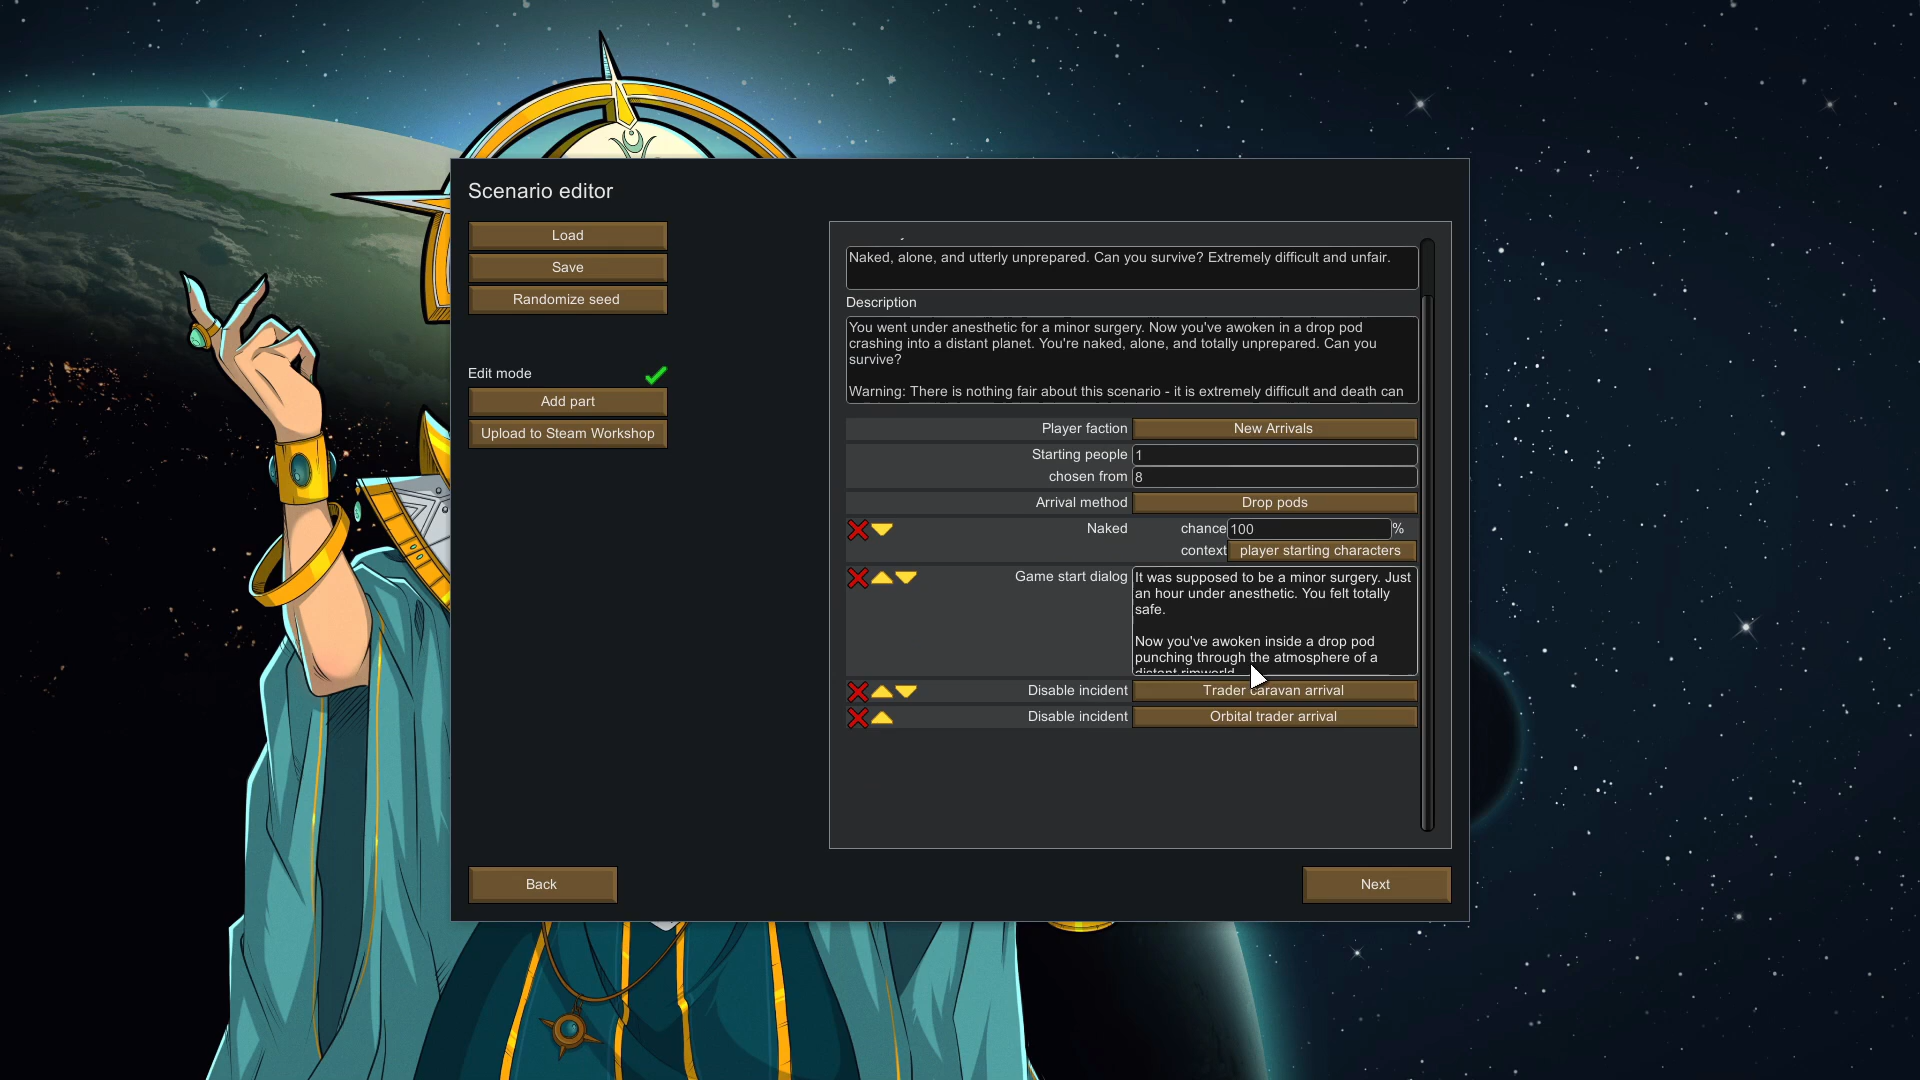 Scenario editor
Load
Save
Randomize seed
Edit mode
Add part
Upload to Steam Workshop
Naked, alone, and utterly unprepared. Can you survive? Extremely difficult and unfair.
Description
You went under anesthetic for a minor surgery. Now you've awoken in a drop pod
crashing into a distant planet. You're naked, alone, and totally unprepared. Can you
survive?
Warning: There is nothing fair about this scenario - it is extremely difficult and death can
Player faction New Arrivals
Starting people 1
chosen from 8
Arrival method Drop pods
Naked chance 100 %
context player starting characters
Game start dialog
It was supposed to be a minor surgery. Just
an hour under anesthetic. You felt totally
safe.
Now you've awoken inside a drop pod
punching through the atmosphere of a
distant rimworld.
Disable incident Trader caravan arrival
Disable incident Orbital trader arrival
Back
Next